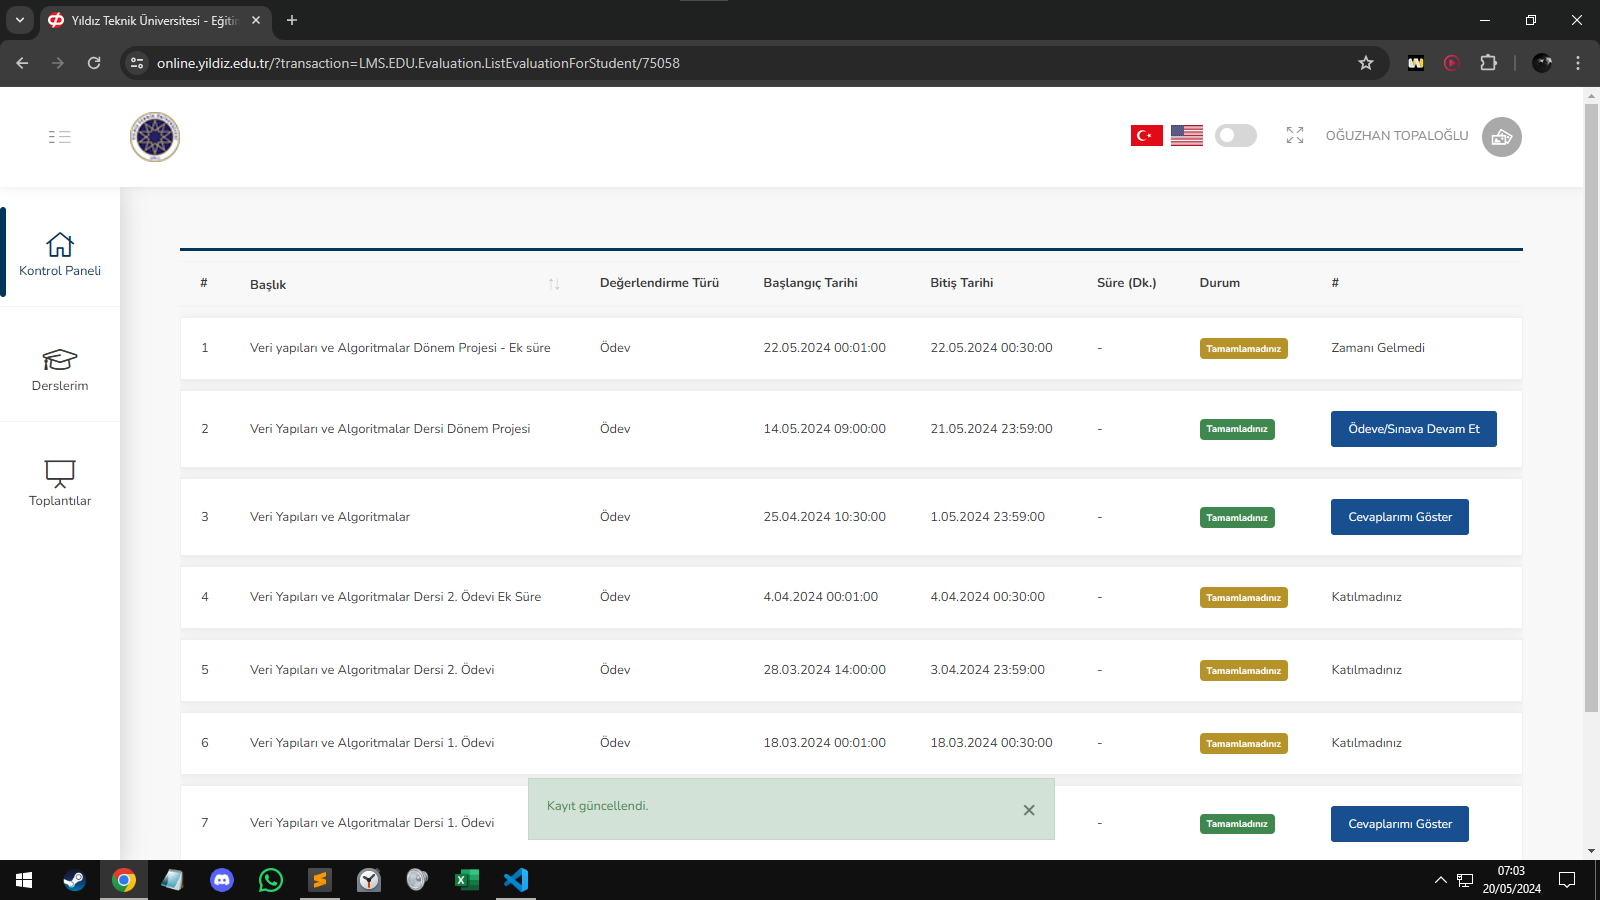 Yıldız Teknik Üniversitesi - Eğitin
online.yildiz.edu.tr/?transaction=LMS.EDU.Evaluation.ListEvaluationForStudent/75058
OĞUZHAN TOPALOĞLU
Kontrol Paneli
Derslerim
Toplantılar
# Başlık Değerlendirme Türü Başlangıç Tarihi Bitiş Tarihi Süre (Dk.) Durum #
1 Veri yapıları ve Algoritmalar Dönem Projesi - Ek süre Ödev 22.05.2024 00:01:00 22.05.2024 00:30:00 - Tamamlamadınız Zamanı Gelmedi
2 Veri Yapıları ve Algoritmalar Dersi Dönem Projesi Ödev 14.05.2024 09:00:00 21.05.2024 23:59:00 - Tamamladınız Ödeve/Sınava Devam Et
3 Veri Yapıları ve Algoritmalar Ödev 25.04.2024 10:30:00 1.05.2024 23:59:00 - Tamamladınız Cevaplarımı Göster
4 Veri Yapıları ve Algoritmalar Dersi 2. Ödevi Ek Süre Ödev 4.04.2024 00:01:00 4.04.2024 00:30:00 - Tamamlamadınız Katılmadınız
5 Veri Yapıları ve Algoritmalar Dersi 2. Ödevi Ödev 28.03.2024 14:00:00 3.04.2024 23:59:00 - Tamamlamadınız Katılmadınız
6 Veri Yapıları ve Algoritmalar Dersi 1. Ödevi Ödev 18.03.2024 00:01:00 18.03.2024 00:30:00 - Tamamlamadınız Katılmadınız
7 Veri Yapıları ve Algoritmalar Dersi 1. Ödevi - Tamamladınız Cevaplarımı Göster
Kayıt güncellendi.
07:03
20/05/2024